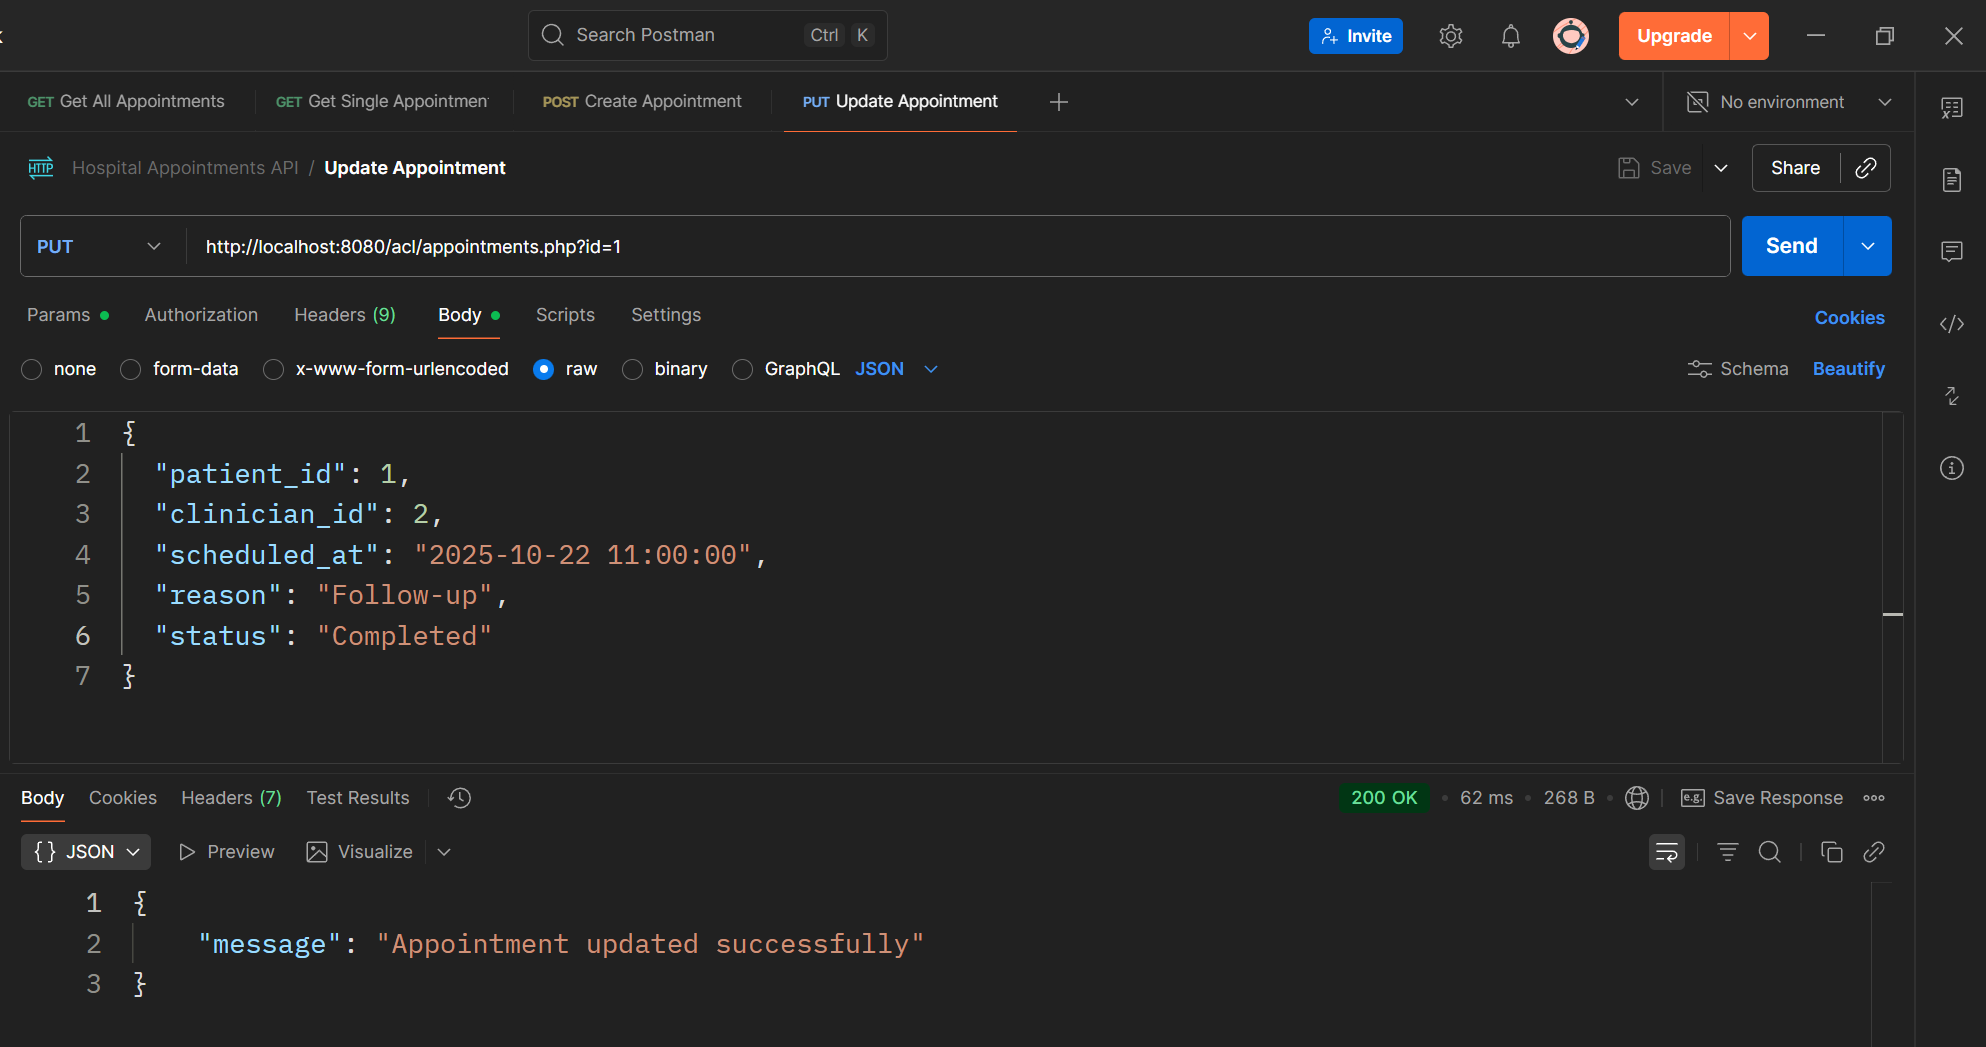 Search Postman Ctrl K Invite Upgrade
GET Get All Appointments GET Get Single Appointmen POST Create Appointment PUT Update Appointment No environment
HTTP Hospital Appointments API / Update Appointment Save Share
PUT http://localhost:8080/acl/appointments.php?id=1 Send
Params Authorization Headers (9) Body Scripts Settings Cookies
none form-data x-www-form-urlencoded raw binary GraphQL JSON Schema Beautify
1 {
2 "patient_id": 1,
3 "clinician_id": 2,
4 "scheduled_at": "2025-10-22 11:00:00",
5 "reason": "Follow-up",
6 "status": "Completed"
7 }
Body Cookies Headers (7) Test Results 200 OK • 62 ms • 268 B • e.g. Save Response
{} JSON Preview Visualize
1 {
2 "message": "Appointment updated successfully"
3 }